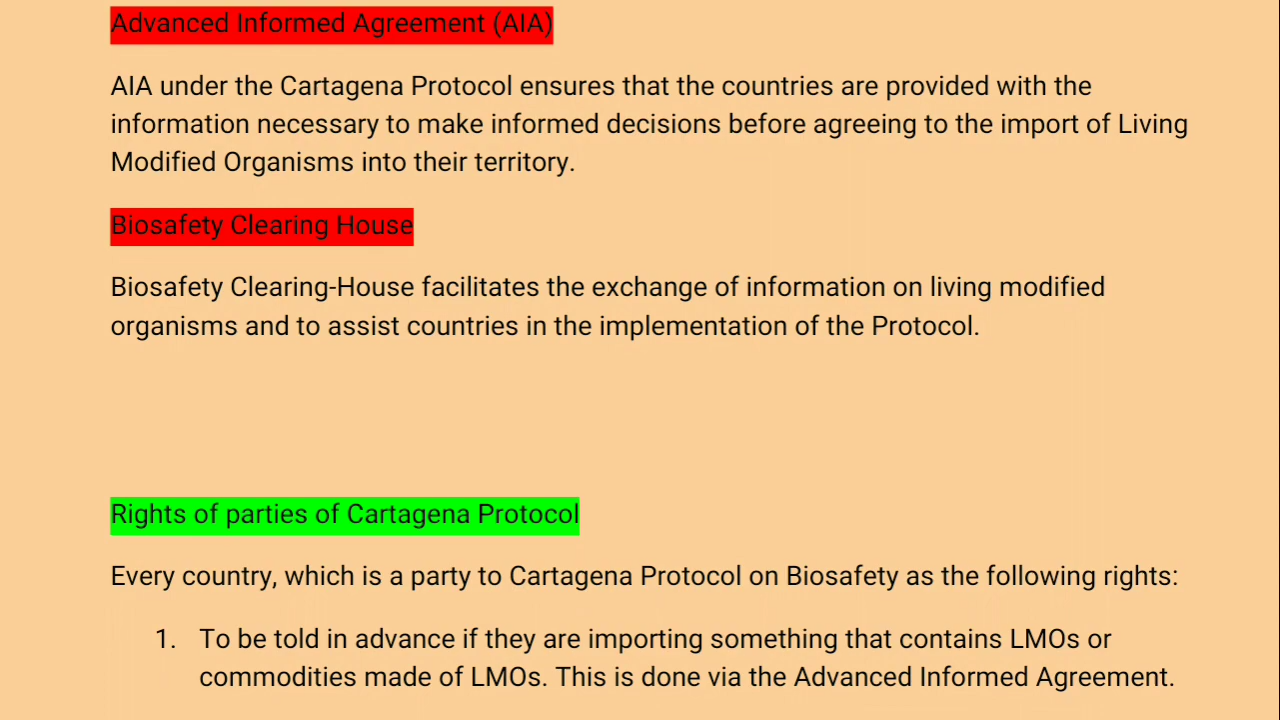 Advanced Informed Agreement (AIA)
AIA under the Cartagena Protocol ensures that the countries are provided with the
information necessary to make informed decisions before agreeing to the import of Living
Modified Organisms into their territory.
Biosafety Clearing House
Biosafety Clearing-House facilitates the exchange of information on living modified
organisms and to assist countries in the implementation of the Protocol.
Rights of parties of Cartagena Protocol
Every country, which is a party to Cartagena Protocol on Biosafety as the following rights:
1. To be told in advance if they are importing something that contains LMOs or
commodities made of LMOs. This is done via the Advanced Informed Agreement.